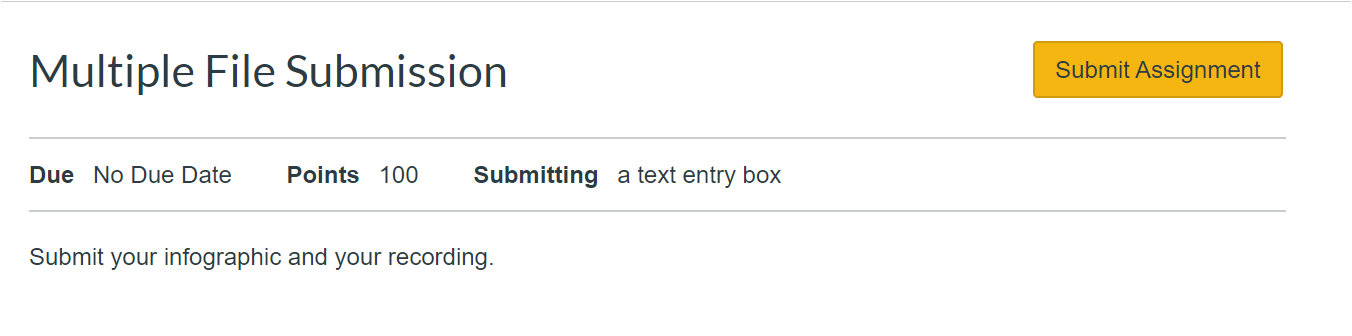 Multiple File Submission
Submit Assignment
Due No Due Date Points 100 Submitting a text entry box
Submit your infographic and your recording.